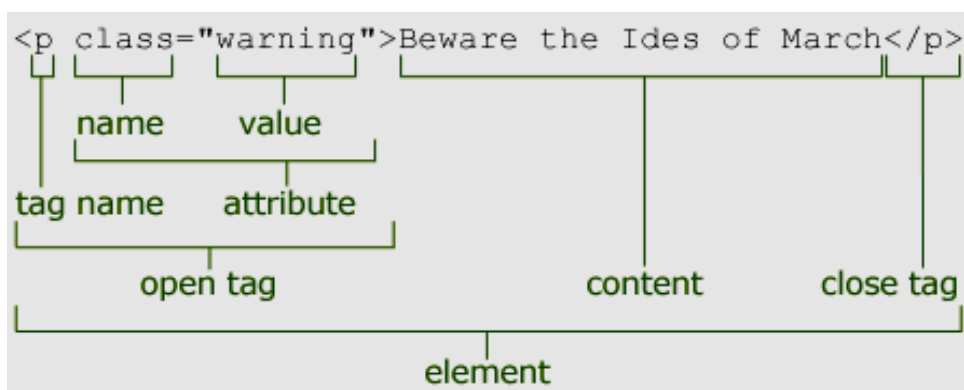 <p class="warning">Beware the Ides of March</p>
name value
tag name attribute
open tag content close tag
element